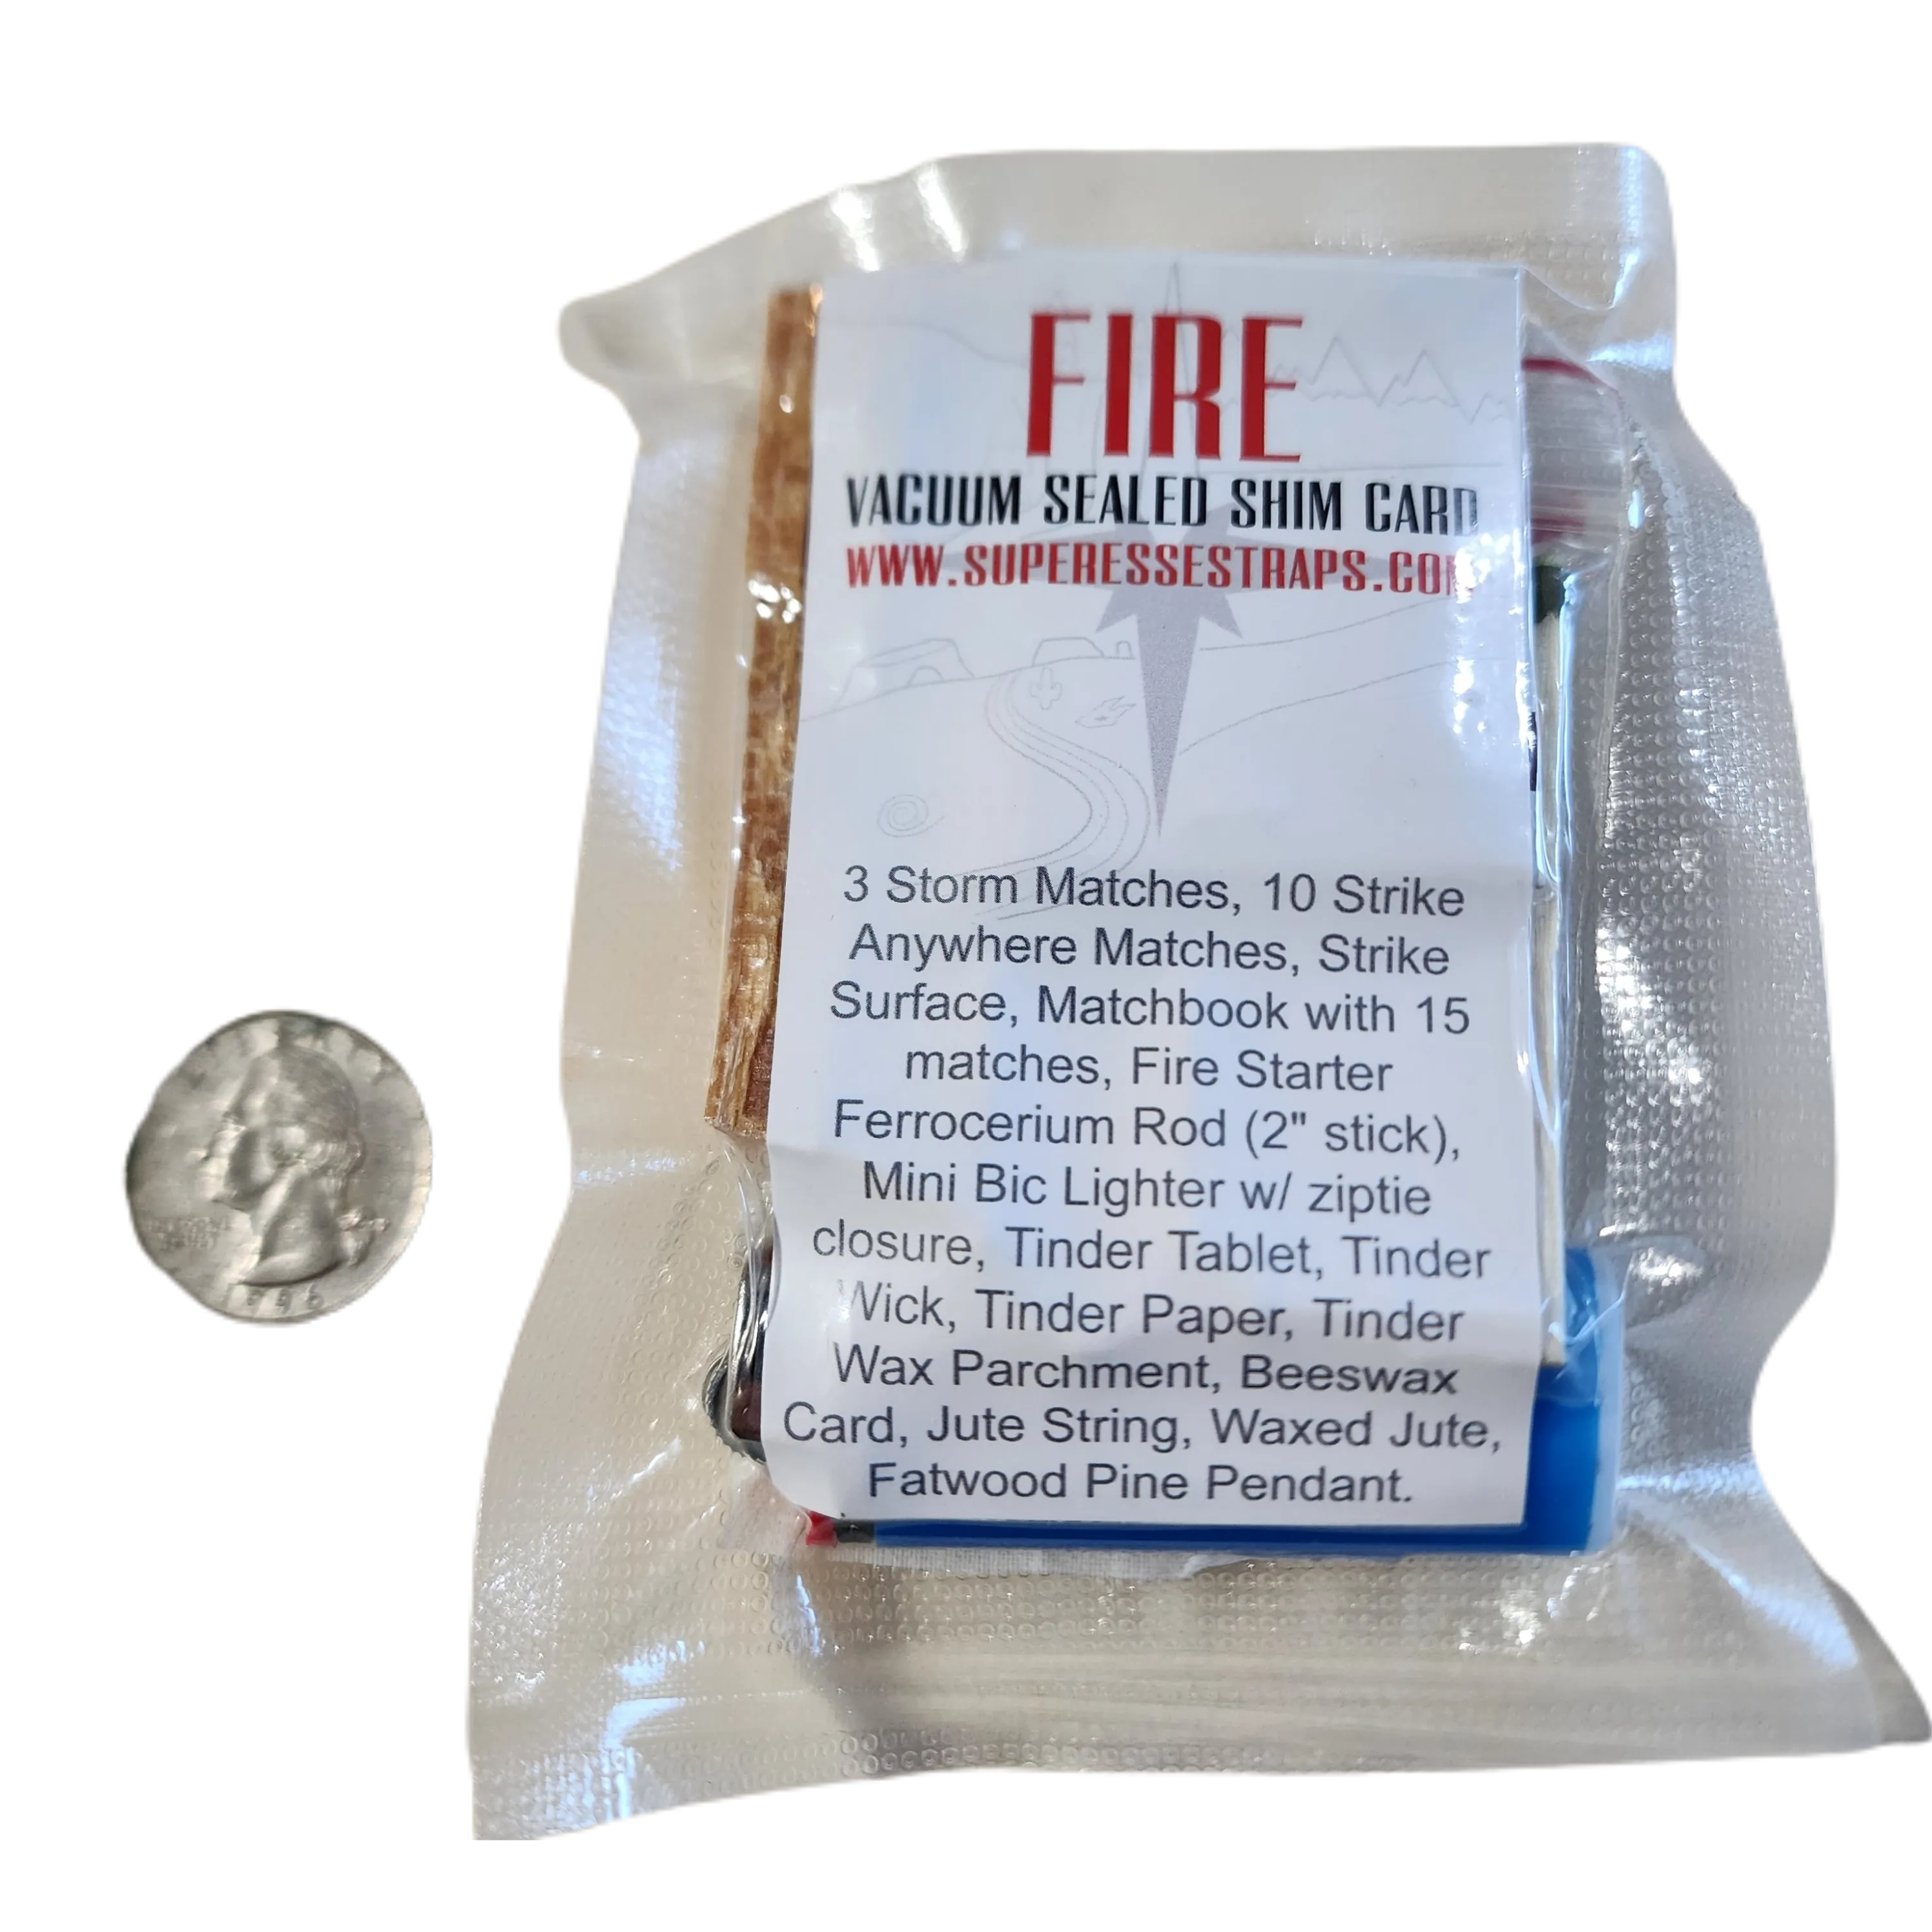 FIRE
VACUUM SEALED SHIM CARD
WWW.SUPERESSESTRAPS.COM
3 Storm Matches, 10 Strike
Anywhere Matches, Strike
Surface, Matchbook with 15
matches, Fire Starter
Ferrocerium Rod (2" stick),
Mini Bic Lighter w/ ziptie
closure, Tinder Tablet, Tinder
Wick, Tinder Paper, Tinder
Wax Parchment, Beeswax
Card, Jute String, Waxed Jute,
Fatwood Pine Pendant.